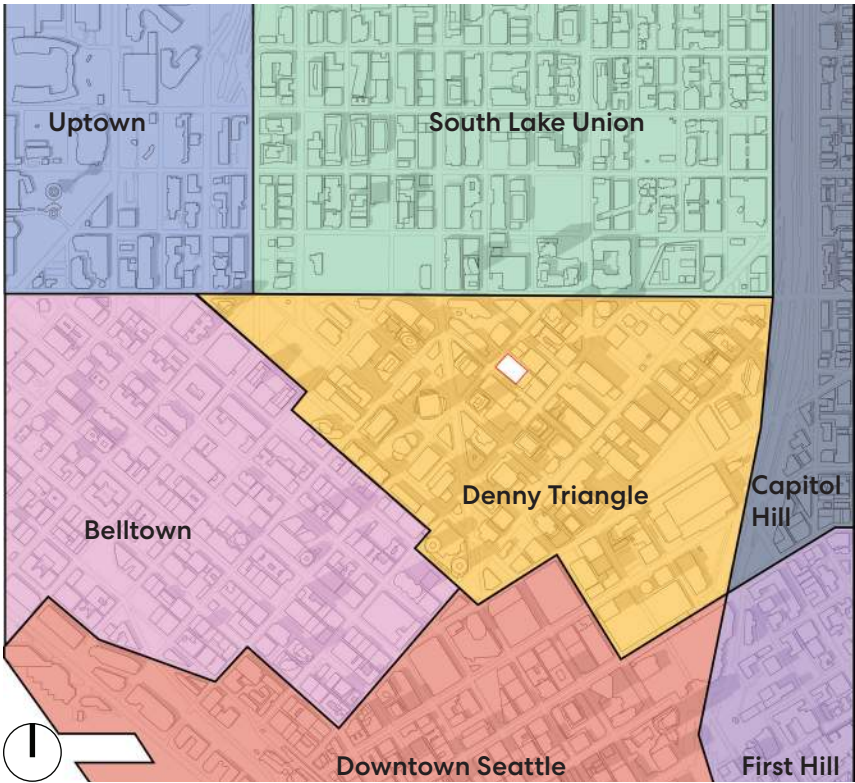 Uptown
South Lake Union
Denny Triangle
Capitol
Hill
Belltown
Downtown Seattle
First Hill